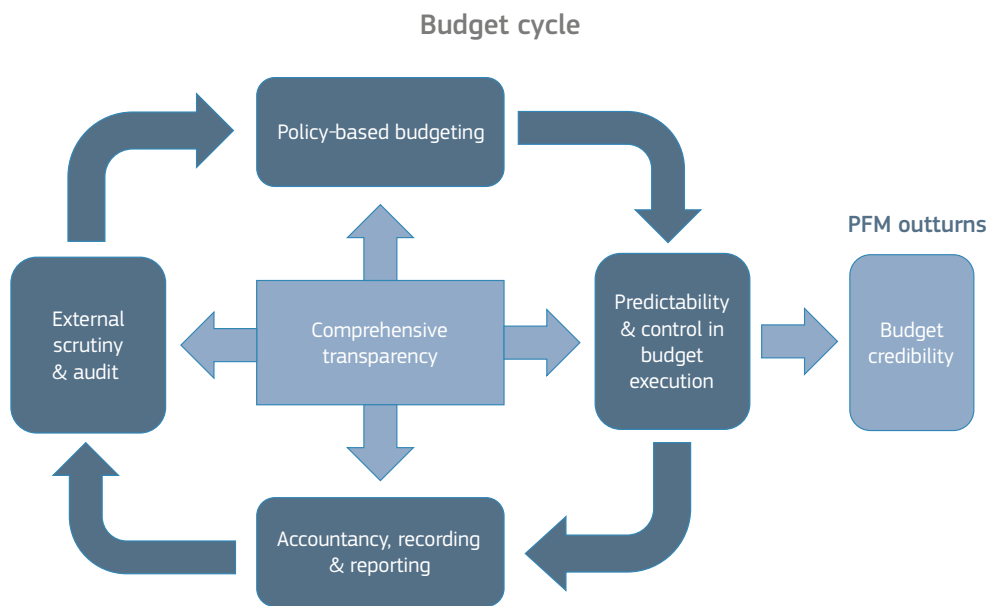 Budget cycle
Policy-based budgeting
PFM outturns
External
scrutiny
& audit
Comprehensive
transparency
Predictability
& control in
budget
execution
Budget
credibility
Accountancy, recording
& reporting